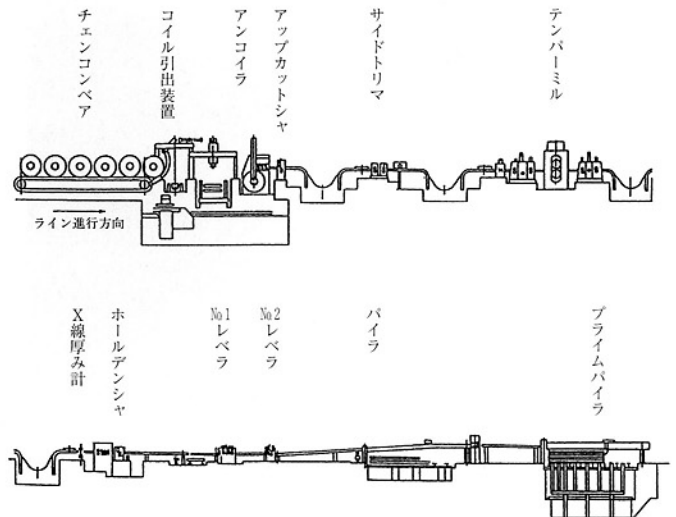 チェンコンベア
コイル引出装置
アンコイラ
アップカットシャ
サイドトリマ
テンパーミル
ライン進行方向
X線厚み計
ホールデンシャ
№1レベラ
№2レベラ
パイラ
プライムパイラ